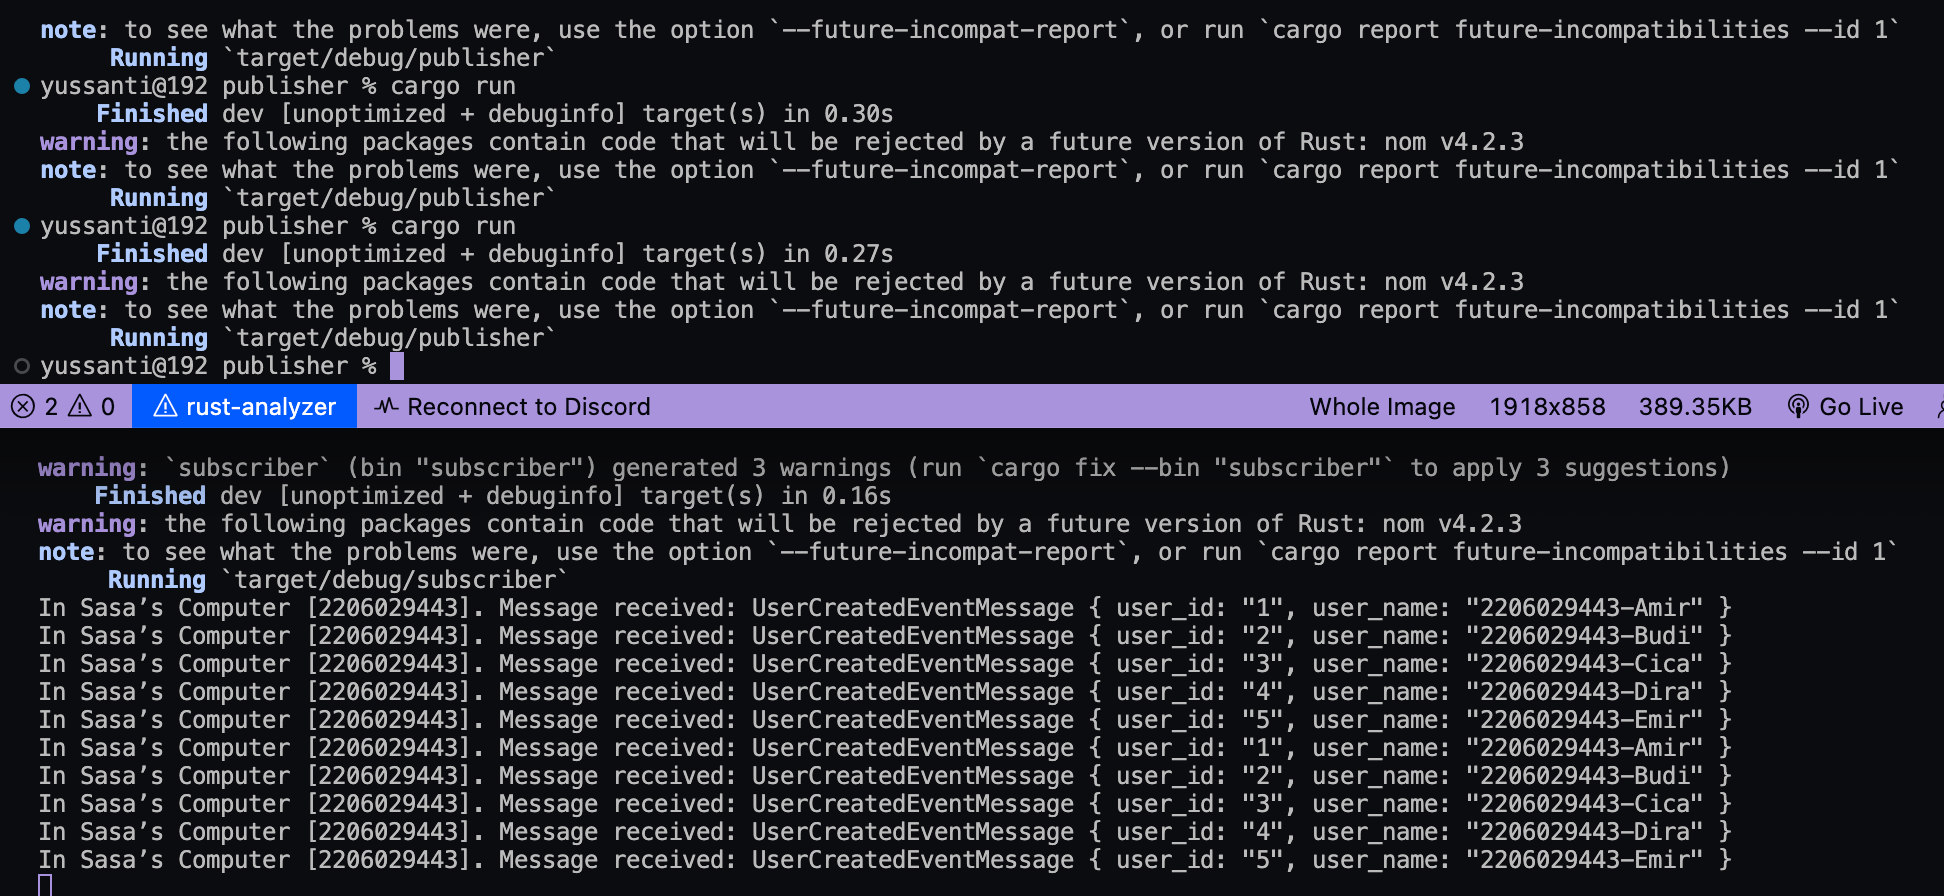 note: to see what the problems were, use the option `--future-incompat-report`, or run `cargo report future-incompatibilities --id 1`
Running `target/debug/publisher`
yussanti@192 publisher % cargo run
Finished dev [unoptimized + debuginfo] target(s) in 0.30s
warning: the following packages contain code that will be rejected by a future version of Rust: nom v4.2.3
note: to see what the problems were, use the option `--future-incompat-report`, or run `cargo report future-incompatibilities --id 1`
Running `target/debug/publisher`
yussanti@192 publisher % cargo run
Finished dev [unoptimized + debuginfo] target(s) in 0.27s
warning: the following packages contain code that will be rejected by a future version of Rust: nom v4.2.3
note: to see what the problems were, use the option `--future-incompat-report`, or run `cargo report future-incompatibilities --id 1`
Running `target/debug/publisher`
yussanti@192 publisher %
2 0 rust-analyzer Reconnect to Discord Whole Image 1918x858 389.35KB Go Live
warning: `subscriber` (bin "subscriber") generated 3 warnings (run `cargo fix --bin "subscriber"` to apply 3 suggestions)
Finished dev [unoptimized + debuginfo] target(s) in 0.16s
warning: the following packages contain code that will be rejected by a future version of Rust: nom v4.2.3
note: to see what the problems were, use the option `--future-incompat-report`, or run `cargo report future-incompatibilities --id 1`
Running `target/debug/subscriber`
In Sasa’s Computer [2206029443]. Message received: UserCreatedEventMessage { user_id: "1", user_name: "2206029443-Amir" }
In Sasa’s Computer [2206029443]. Message received: UserCreatedEventMessage { user_id: "2", user_name: "2206029443-Budi" }
In Sasa’s Computer [2206029443]. Message received: UserCreatedEventMessage { user_id: "3", user_name: "2206029443-Cica" }
In Sasa’s Computer [2206029443]. Message received: UserCreatedEventMessage { user_id: "4", user_name: "2206029443-Dira" }
In Sasa’s Computer [2206029443]. Message received: UserCreatedEventMessage { user_id: "5", user_name: "2206029443-Emir" }
In Sasa’s Computer [2206029443]. Message received: UserCreatedEventMessage { user_id: "1", user_name: "2206029443-Amir" }
In Sasa’s Computer [2206029443]. Message received: UserCreatedEventMessage { user_id: "2", user_name: "2206029443-Budi" }
In Sasa’s Computer [2206029443]. Message received: UserCreatedEventMessage { user_id: "3", user_name: "2206029443-Cica" }
In Sasa’s Computer [2206029443]. Message received: UserCreatedEventMessage { user_id: "4", user_name: "2206029443-Dira" }
In Sasa’s Computer [2206029443]. Message received: UserCreatedEventMessage { user_id: "5", user_name: "2206029443-Emir" }